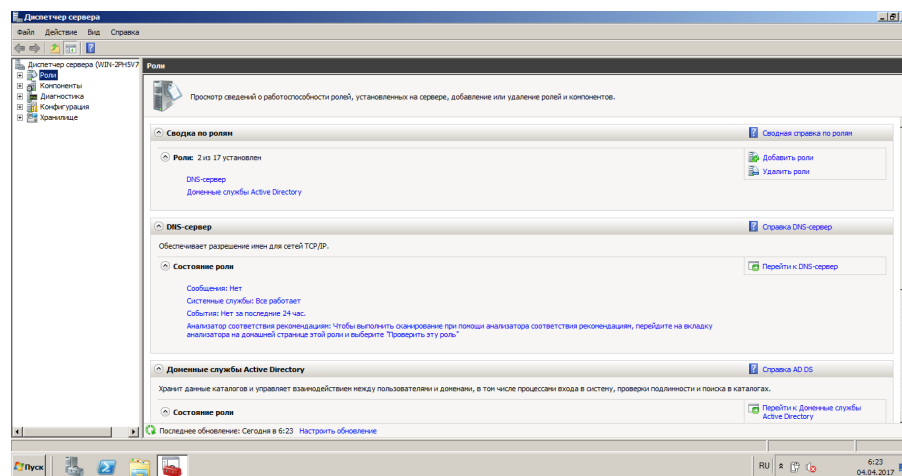 Диспетчер сервера
Файл Действие Вид Справка
Диспетчер сервера (WIN-2PH5V7
Роли
Компоненты
Диагностика
Конфигурация
Хранилище
Роли
Просмотр сведений о работоспособности ролей, установленных на сервере, добавление или удаление ролей и компонентов.
Сводка по ролям
Сводная справка по ролям
Роли: 2 из 17 установлен
Добавить роли
Удалить роли
DNS-сервер
Доменные службы Active Directory
DNS-сервер
Справка DNS-сервер
Обеспечивает разрешение имен для сетей TCP/IP.
Состояние роли
Перейти к DNS-сервер
Сообщения: Нет
Системные службы: Все работает
События: Нет за последние 24 час.
Анализатор соответствия рекомендациям: Чтобы выполнить сканирование при помощи анализатора соответствия рекомендациям, перейдите на вкладку
анализатора на домашней странице этой роли и выберите "Проверить эту роль"
Доменные службы Active Directory
Справка AD DS
Хранит данные каталогов и управляет взаимодействием между пользователями и доменами, в том числе процессами входа в систему, проверки подлинности и поиска в каталогах.
Состояние роли
Перейти к Доменные службы
Active Directory
Последнее обновление: Сегодня в 6:23 Настроить обновление
Пуск
RU
6:23
04.04.2017